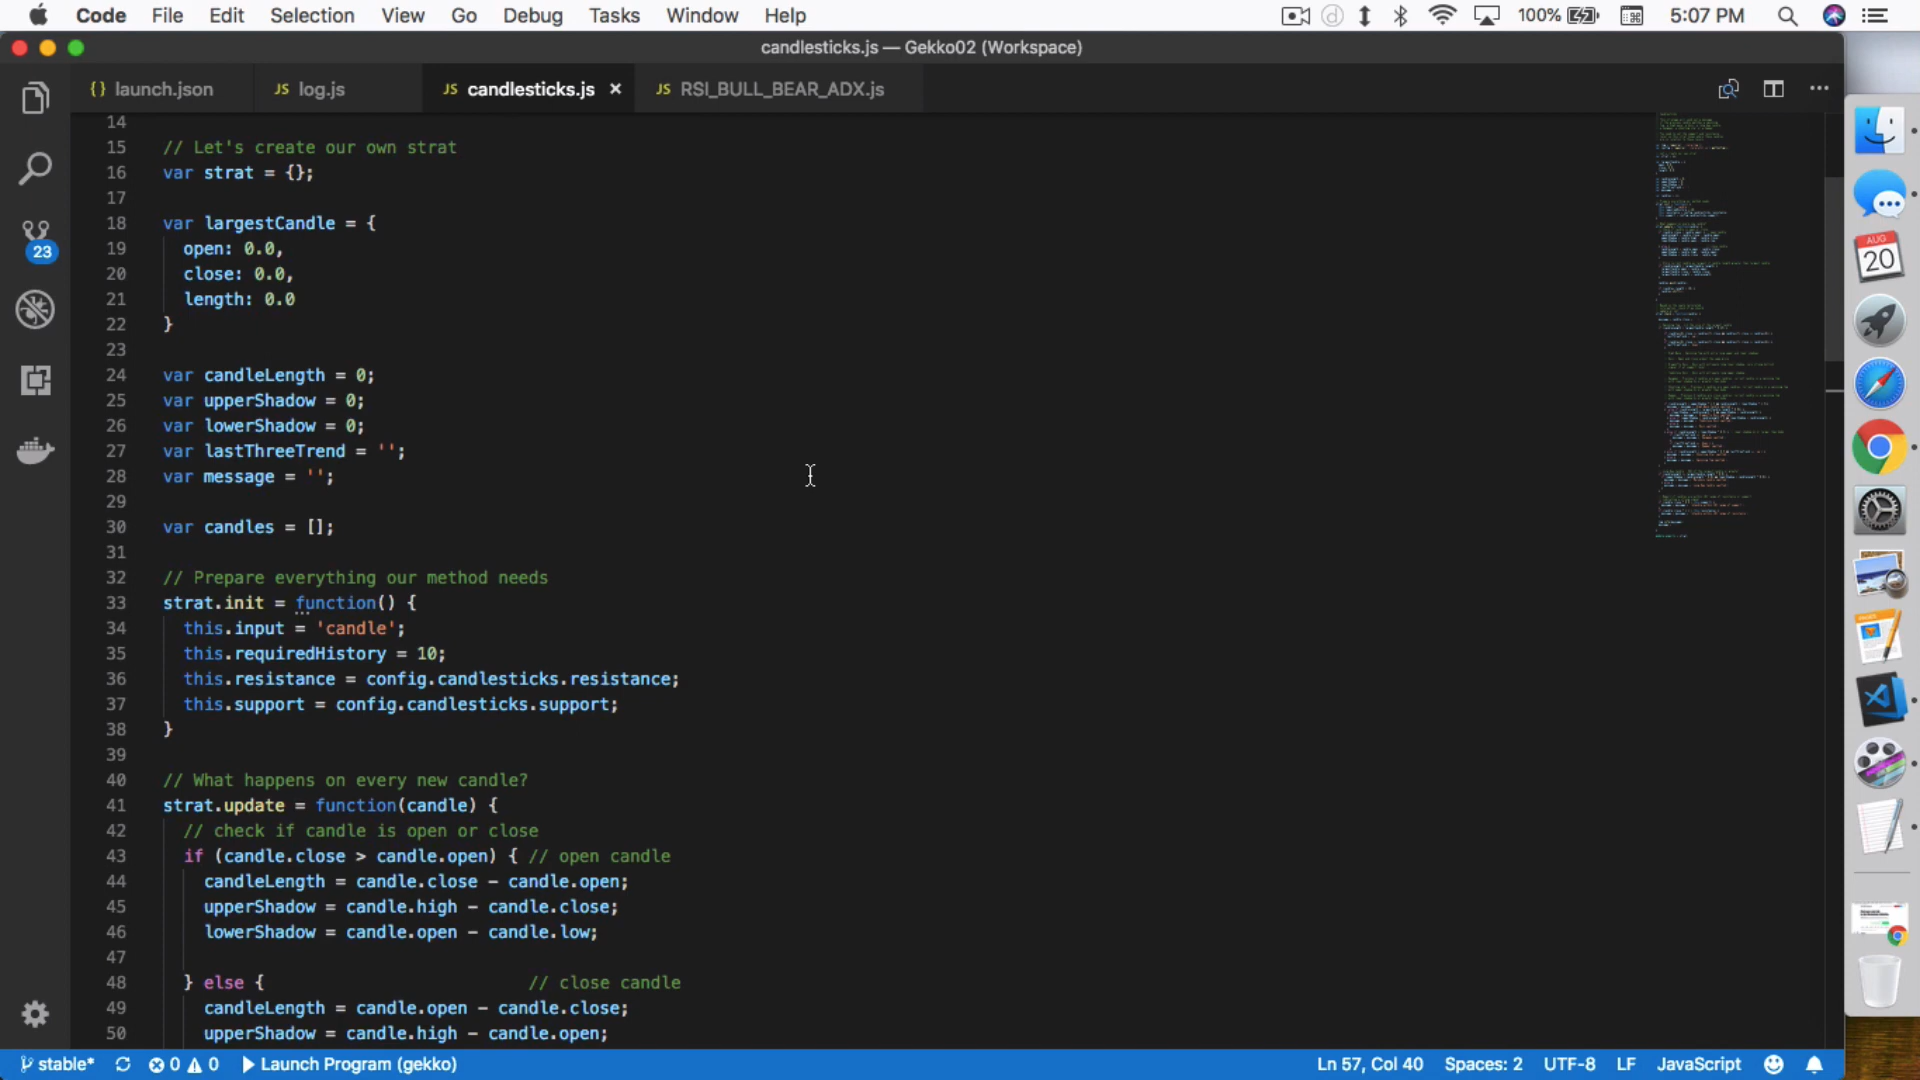 Code File Edit Selection View Go Debug Tasks Window Help 100% 5:07 PM
candlesticks.js — Gekko02 (Workspace)
{} launch.json JS log.js JS candlesticks.js × JS RSI_BULL_BEAR_ADX.js
14
15 // Let's create our own strat
16 var strat = {};
17
18 var largestCandle = {
19 open: 0.0,
20 close: 0.0,
21 length: 0.0
22 }
23
24 var candleLength = 0;
25 var upperShadow = 0;
26 var lowerShadow = 0;
27 var lastThreeTrend = '';
28 var message = '';
29
30 var candles = [];
31
32 // Prepare everything our method needs
33 strat.init = function() {
34 this.input = 'candle';
35 this.requiredHistory = 10;
36 this.resistance = config.candlesticks.resistance;
37 this.support = config.candlesticks.support;
38 }
39
40 // What happens on every new candle?
41 strat.update = function(candle) {
42 // check if candle is open or close
43 if (candle.close > candle.open) { // open candle
44 candleLength = candle.close - candle.open;
45 upperShadow = candle.high - candle.close;
46 lowerShadow = candle.open - candle.low;
47
48 } else { // close candle
49 candleLength = candle.open - candle.close;
50 upperShadow = candle.high - candle.open;
23
AUG
20
stable* 0 0 Launch Program (gekko) Ln 57, Col 40 Spaces: 2 UTF-8 LF JavaScript